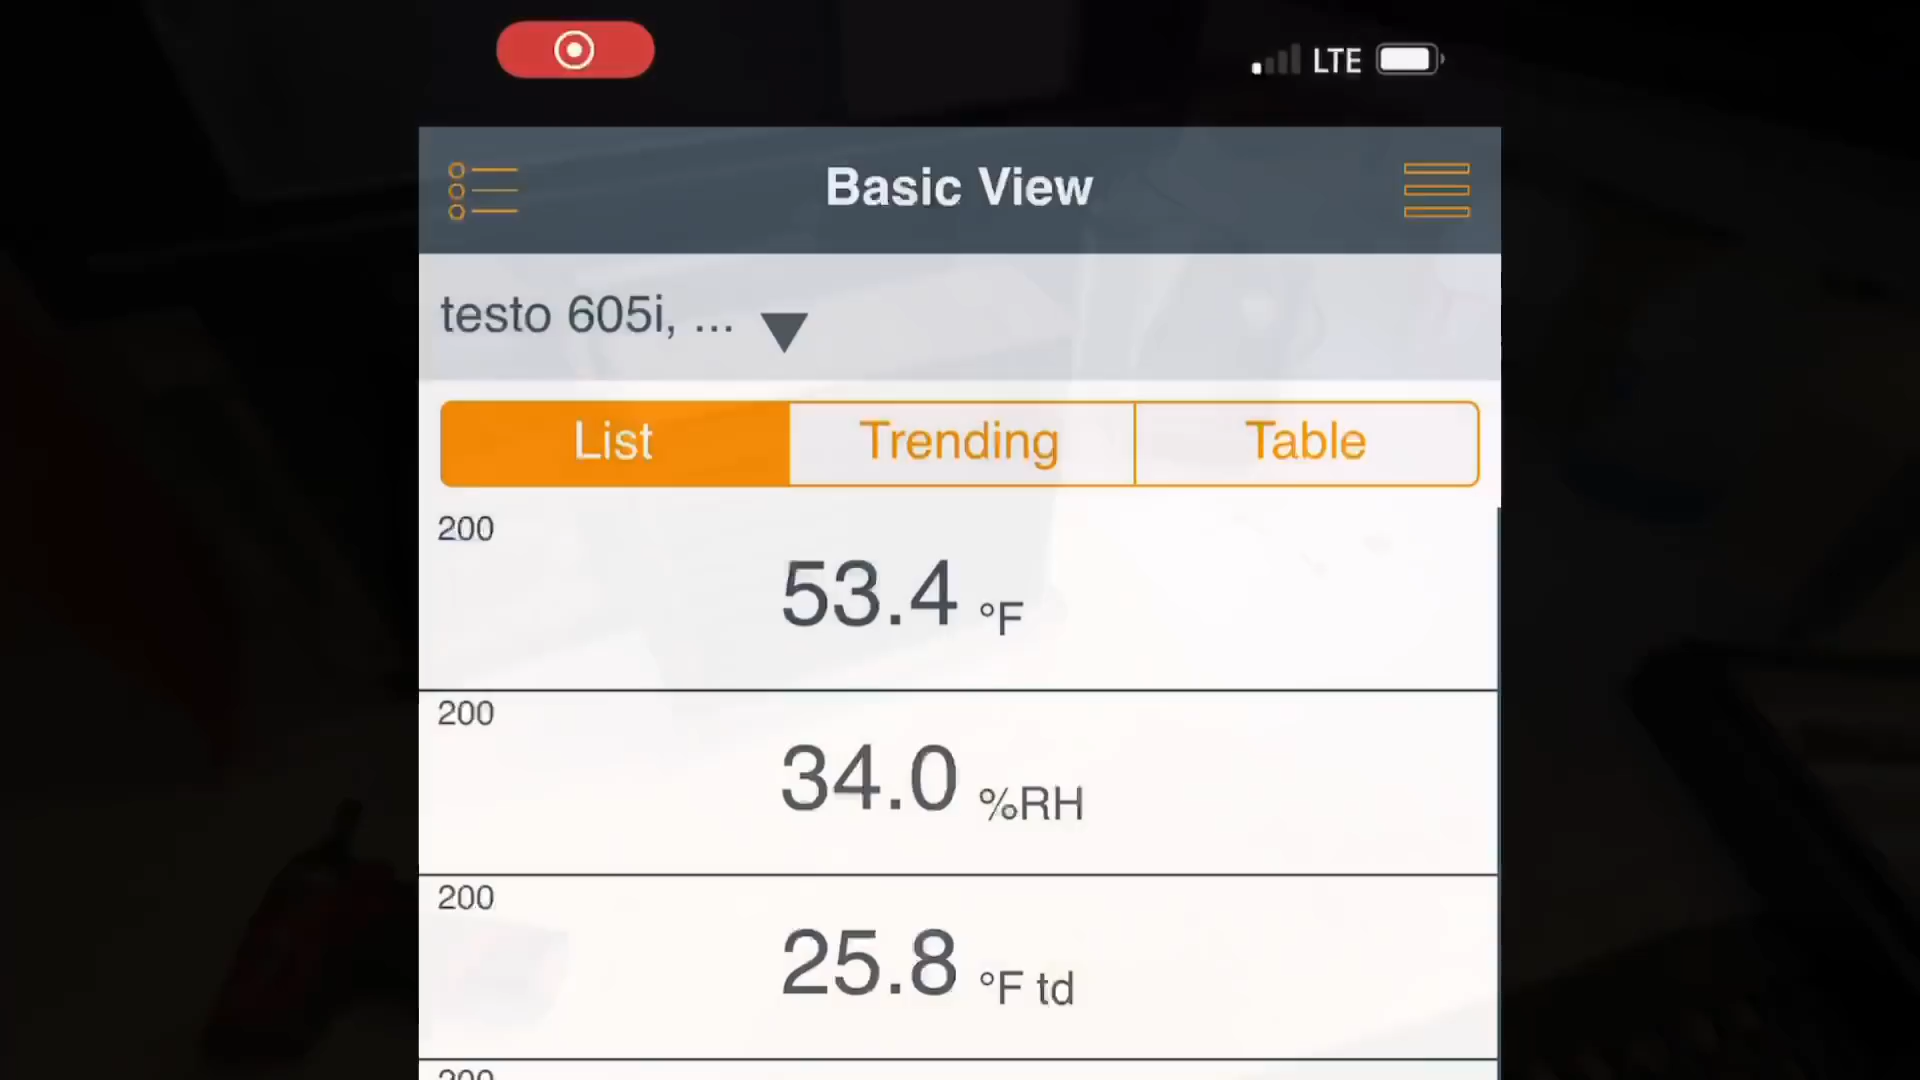 LTE
Basic View
testo 605i, ...
List
Trending
Table
200
53.4 °F
200
34.0 %RH
200
25.8 °F td
200